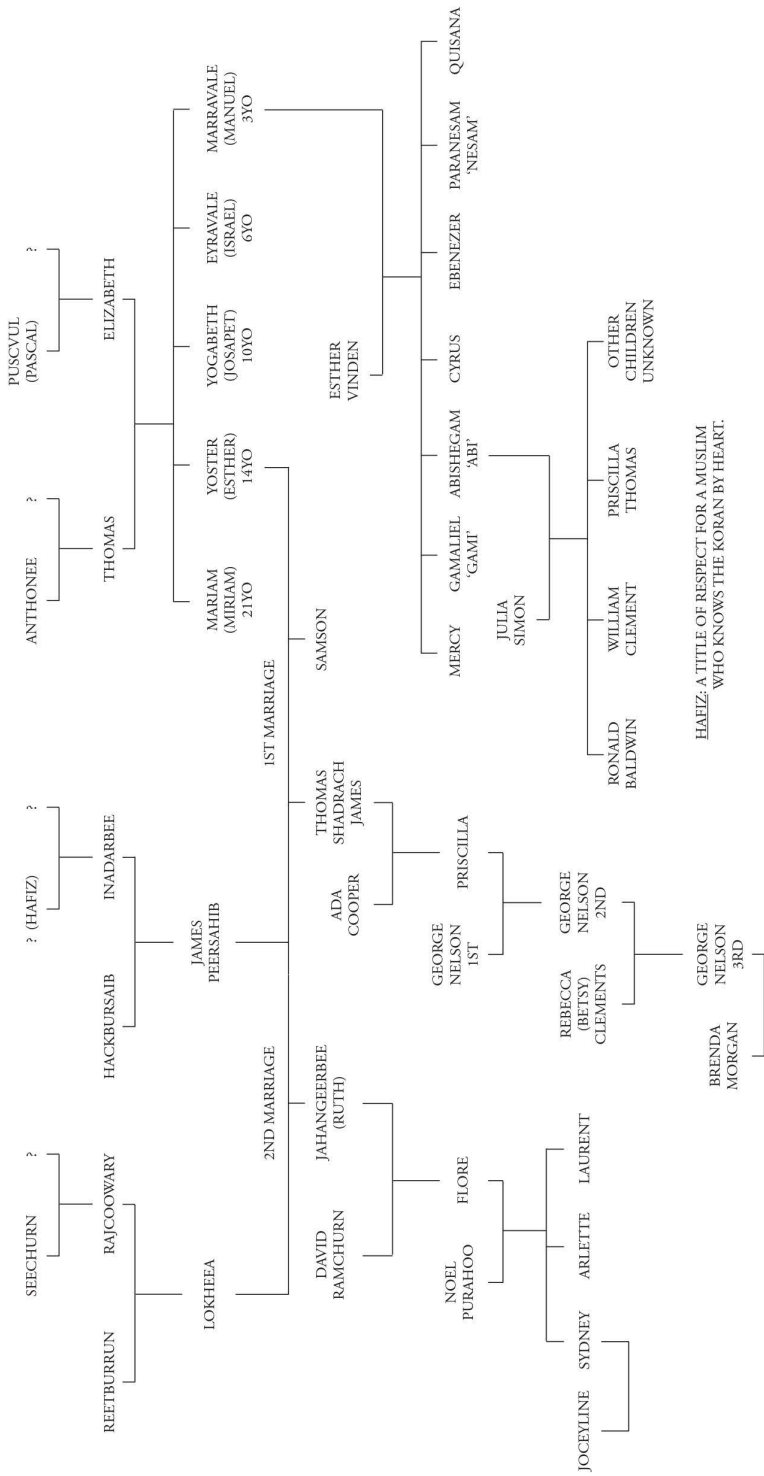 SEECHURN ?
? (HAFIZ) ?
ANTHONEE ?
PUSCVUL
(PASCAL)
?
REETBURRUN
RAJCOOWARY
HACKBURSAIB
INADARBEE
THOMAS
ELIZABETH
LOKHEEA
JAMES
PEERSAHIB
MARIAM
(MIRIAM)
21YO
YOSTER
(ESTHER)
14YO
YOGABETH
(JOSAPET)
10YO
EYRAVALE
(ISRAEL)
6YO
MARRAVALE
(MANUEL)
3YO
2ND MARRIAGE
1ST MARRIAGE
DAVID
RAMCHURN
JAHANGEERBEE
(RUTH)
THOMAS
SHADRACH
JAMES
SAMSON
ESTHER
VINDEN
ADA
COOPER
NOEL
PURAHOO
FLORE
GEORGE
NELSON
1ST
PRISCILLA
MERCY
GAMALIEL
'GAMI'
ABISHEGAM
'ABI'
CYRUS
EBENEZER
PARANESAM
'NESAM'
QUISANA
JULIA
SIMON
JOCEYLINE
SYDNEY
ARLETTE
LAURENT
REBECCA
(BETSY)
CLEMENTS
GEORGE
NELSON
2ND
RONALD
BALDWIN
WILLIAM
CLEMENT
PRISCILLA
THOMAS
OTHER
CHILDREN
UNKNOWN
BRENDA
MORGAN
GEORGE
NELSON
3RD
HAFIZ: A TITLE OF RESPECT FOR A MUSLIM
WHO KNOWS THE KORAN BY HEART.